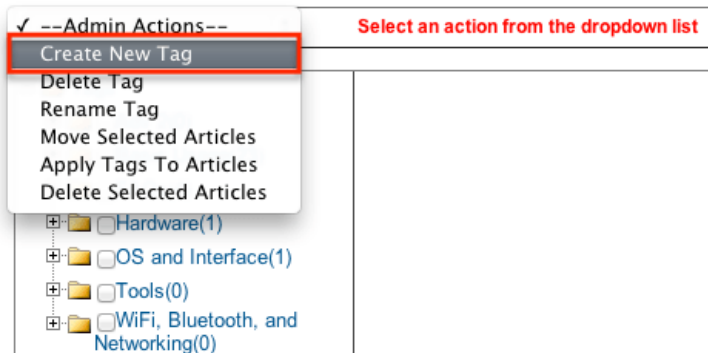 ✓ --Admin Actions--
Select an action from the dropdown list
Create New Tag
Delete Tag
Rename Tag
Move Selected Articles
Apply Tags To Articles
Delete Selected Articles
Hardware(1)
OS and Interface(1)
Tools(0)
WiFi, Bluetooth, and
Networking(0)